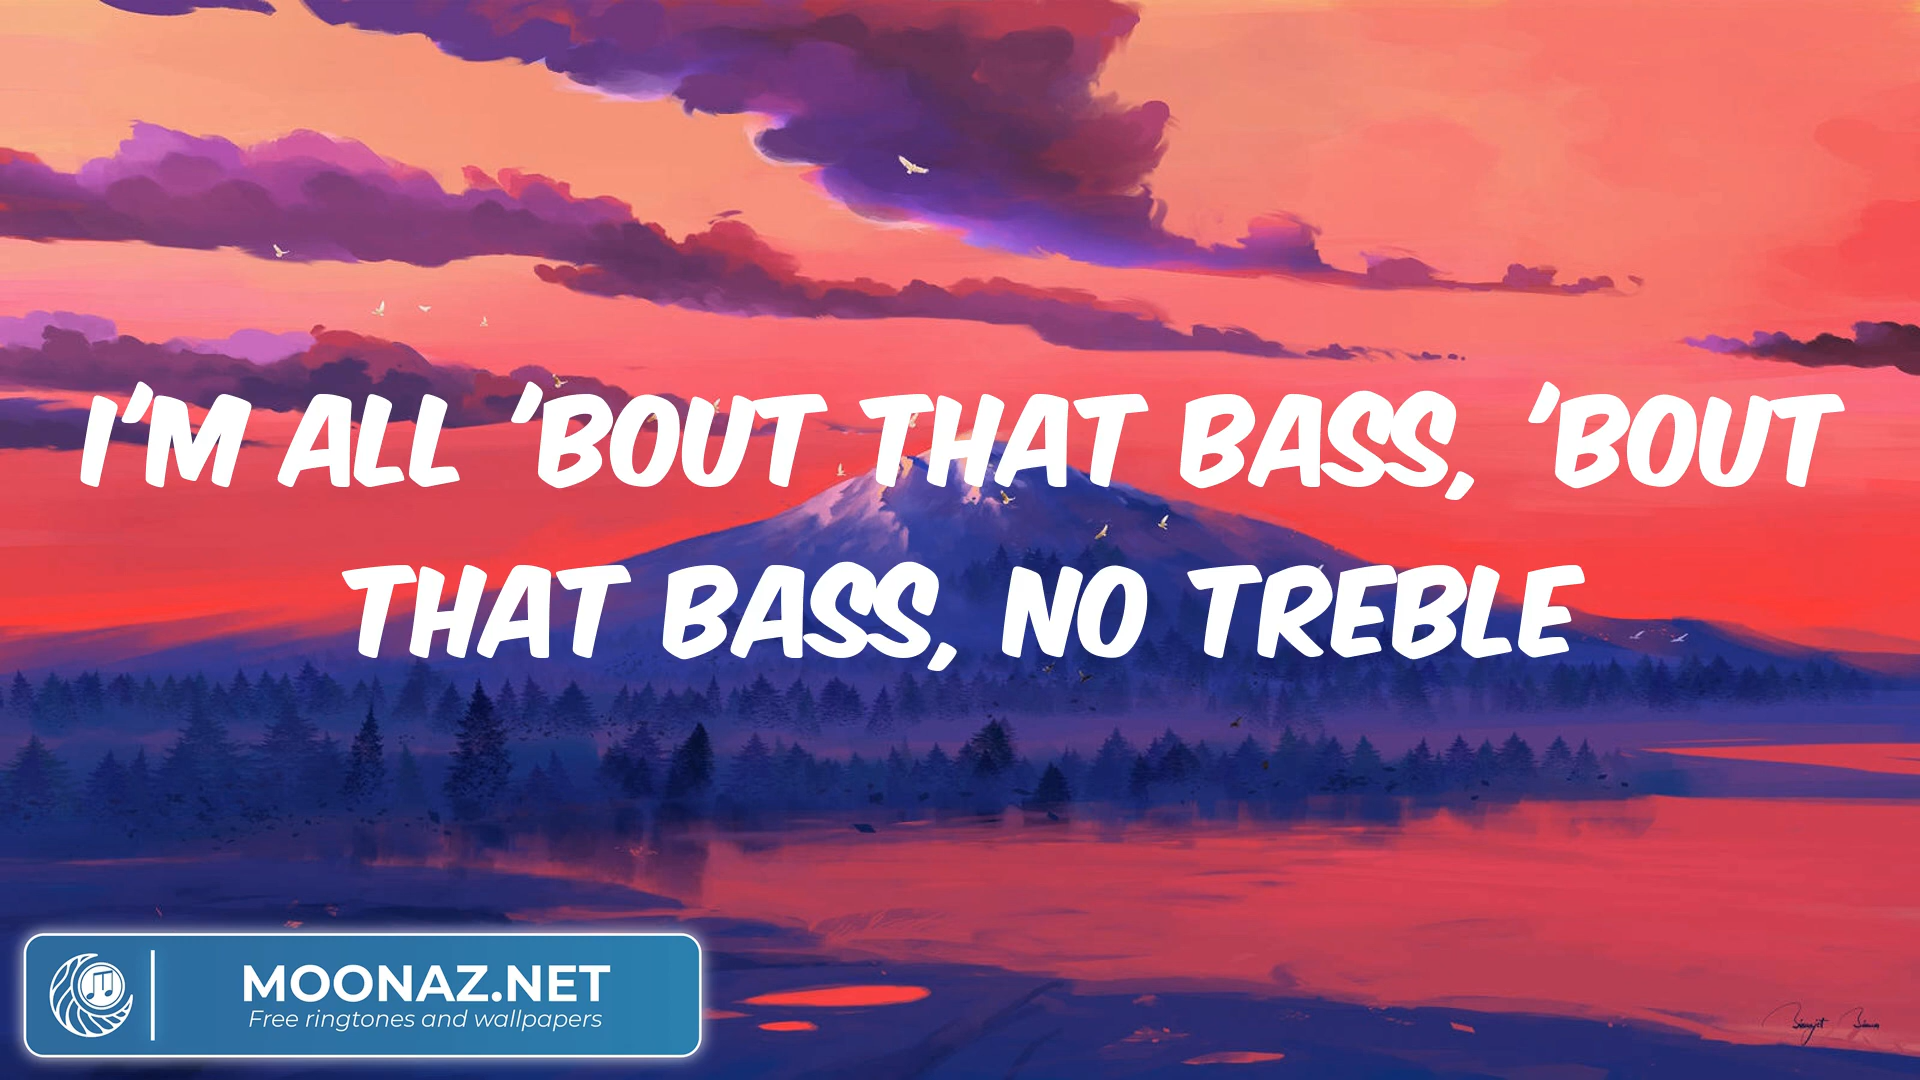 I'M ALL 'BOUT THAT BASS, 'BOUT
THAT BASS, NO TREBLE
MOONAZ.NET
Free ringtones and wallpapers